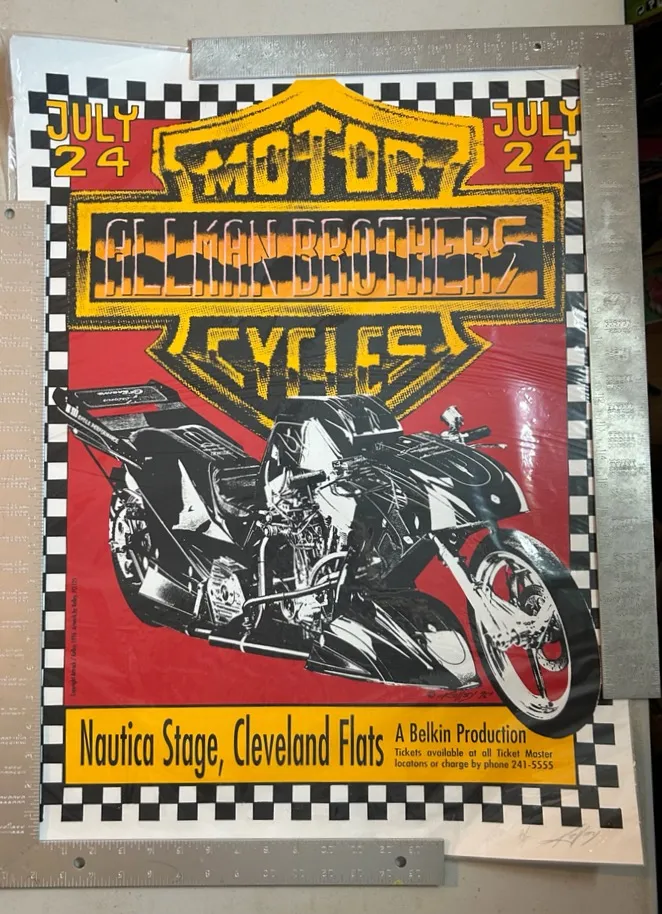 JULY
24
JULY
24
MOTOR
ALLMAN BROTHERS
CYCLES
Nautica Stage, Cleveland Flats
A Belkin Production
Tickets available at all Ticket Master
locatons or charge by phone 241-5555